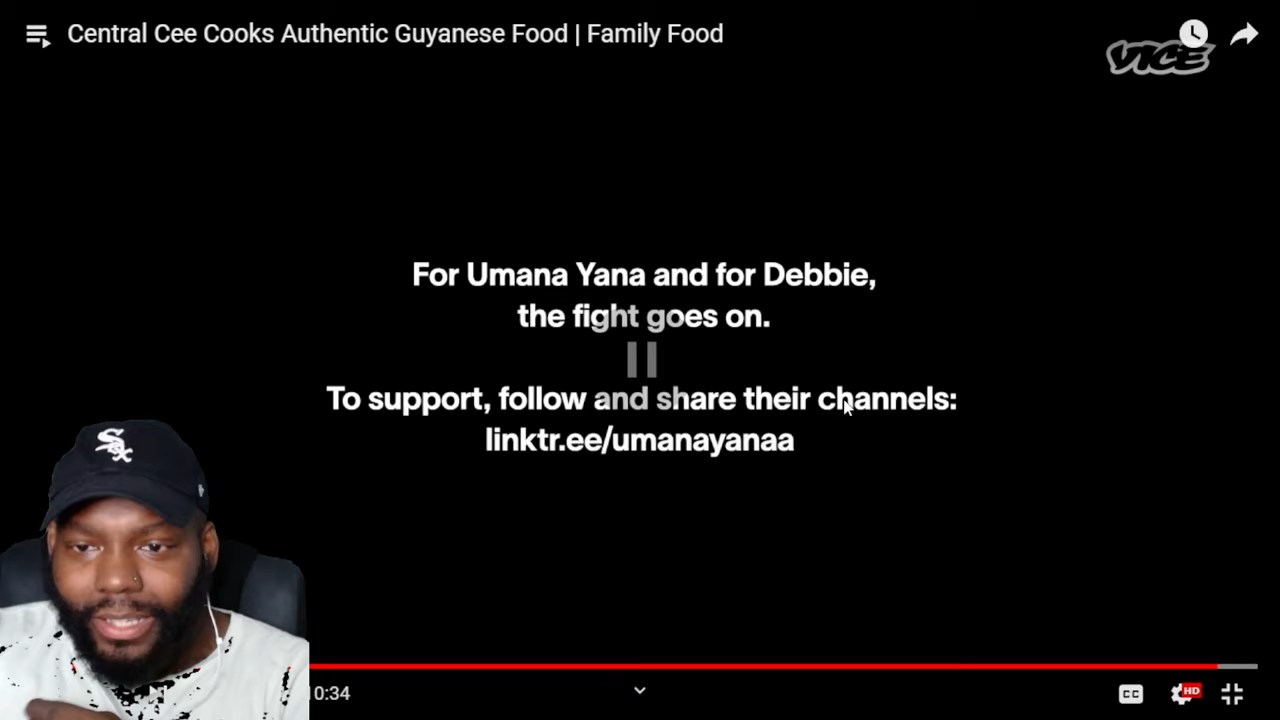 Central Cee Cooks Authentic Guyanese Food | Family Food
VICE
For Umana Yana and for Debbie,
the fight goes on.
To support, follow and share their channels:
linktr.ee/umanayanaa
Sox
0:34
CC
HD